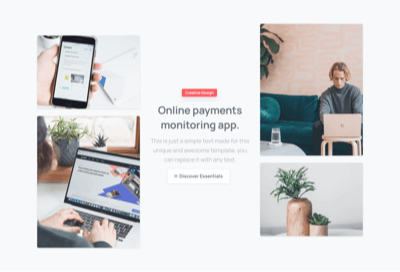 Creative design
Online payments
monitoring app.
This is just a simple text made for this
unique and awesome template, you
can replace it with any text.
Discover Essentials